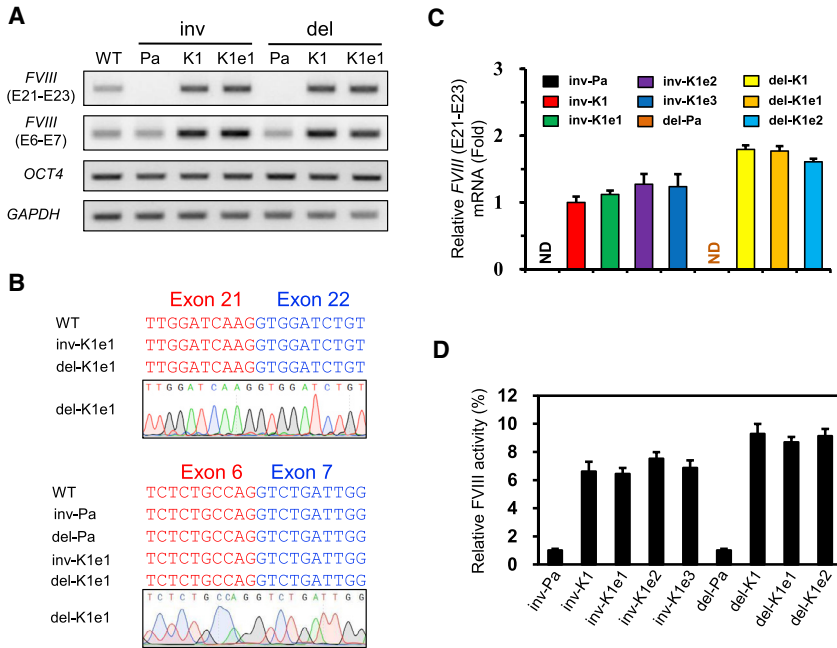 A
inv
del
WT Pa K1 K1e1 Pa K1 K1e1
FVIII
(E21–E23)
FVIII
(E6–E7)
OCT4
GAPDH
B
Exon 21 Exon 22
WT TTGGATCAAGGTGGATCTGT
inv-K1e1 TTGGATCAAGGTGGATCTGT
del-K1e1 TTGGATCAAGGTGGATCTGT
T T G G A T C A A G G T G G A T C T G T
del-K1e1
Exon 6 Exon 7
WT TCTCTGCCAGGTCTGATTGG
inv-Pa TCTCTGCCAGGTCTGATTGG
del-Pa TCTCTGCCAGGTCTGATTGG
inv-K1e1 TCTCTGCCAGGTCTGATTGG
del-K1e1 TCTCTGCCAGGTCTGATTGG
T C T C T G C C A G G T C T G A T T G G
del-K1e1
C
Relative FVIII (E21–E23)
mRNA (Fold)
3
2
1
0
inv-Pa inv-K1e2 del-K1
inv-K1 inv-K1e3 del-K1e1
inv-K1e1 del-Pa del-K1e2
ND
ND
D
Relative FVIII activity (%)
12
10
8
6
4
2
0
inv-Pa
inv-K1
inv-K1e1
inv-K1e2
inv-K1e3
del-Pa
del-K1
del-K1e1
del-K1e2